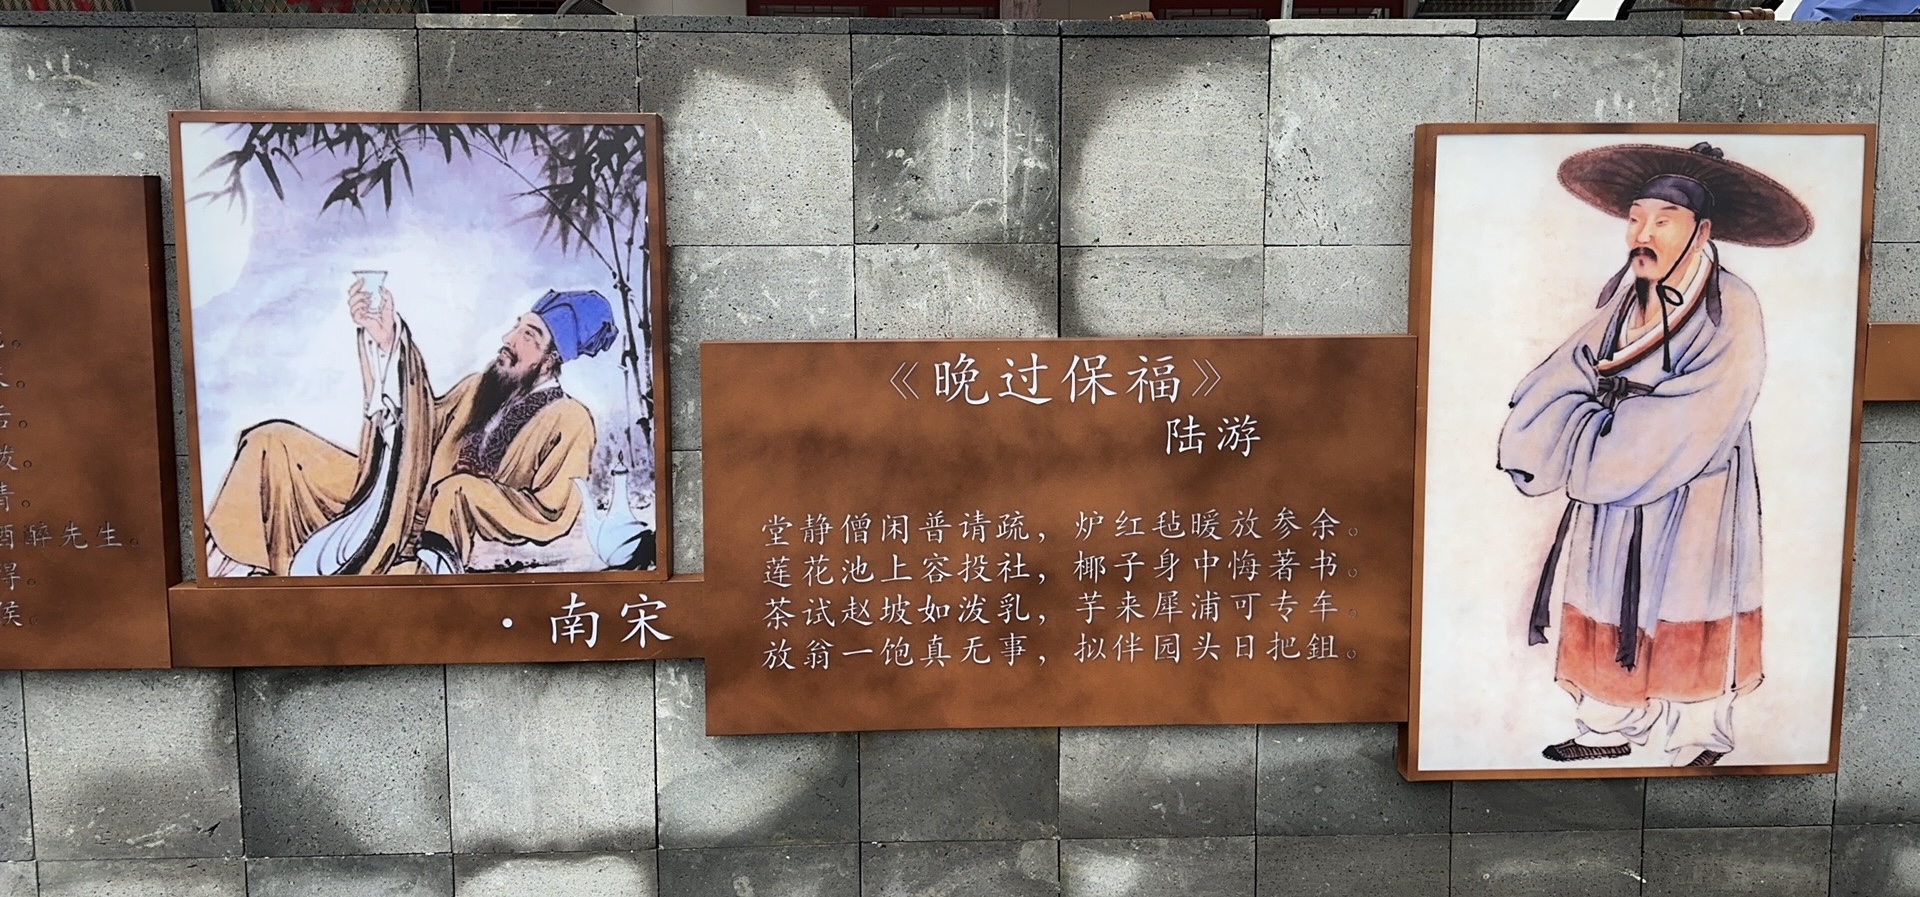 酒醉先生。
·南宋
《晚过保福》
陆游
堂静僧闲普请疏，炉红毡暖放参余。
莲花池上容投社，椰子身中悔著书。
茶试赵坡如泼乳，芋来犀浦可专车。
放翁一饱真无事，拟伴园头日把鉏。